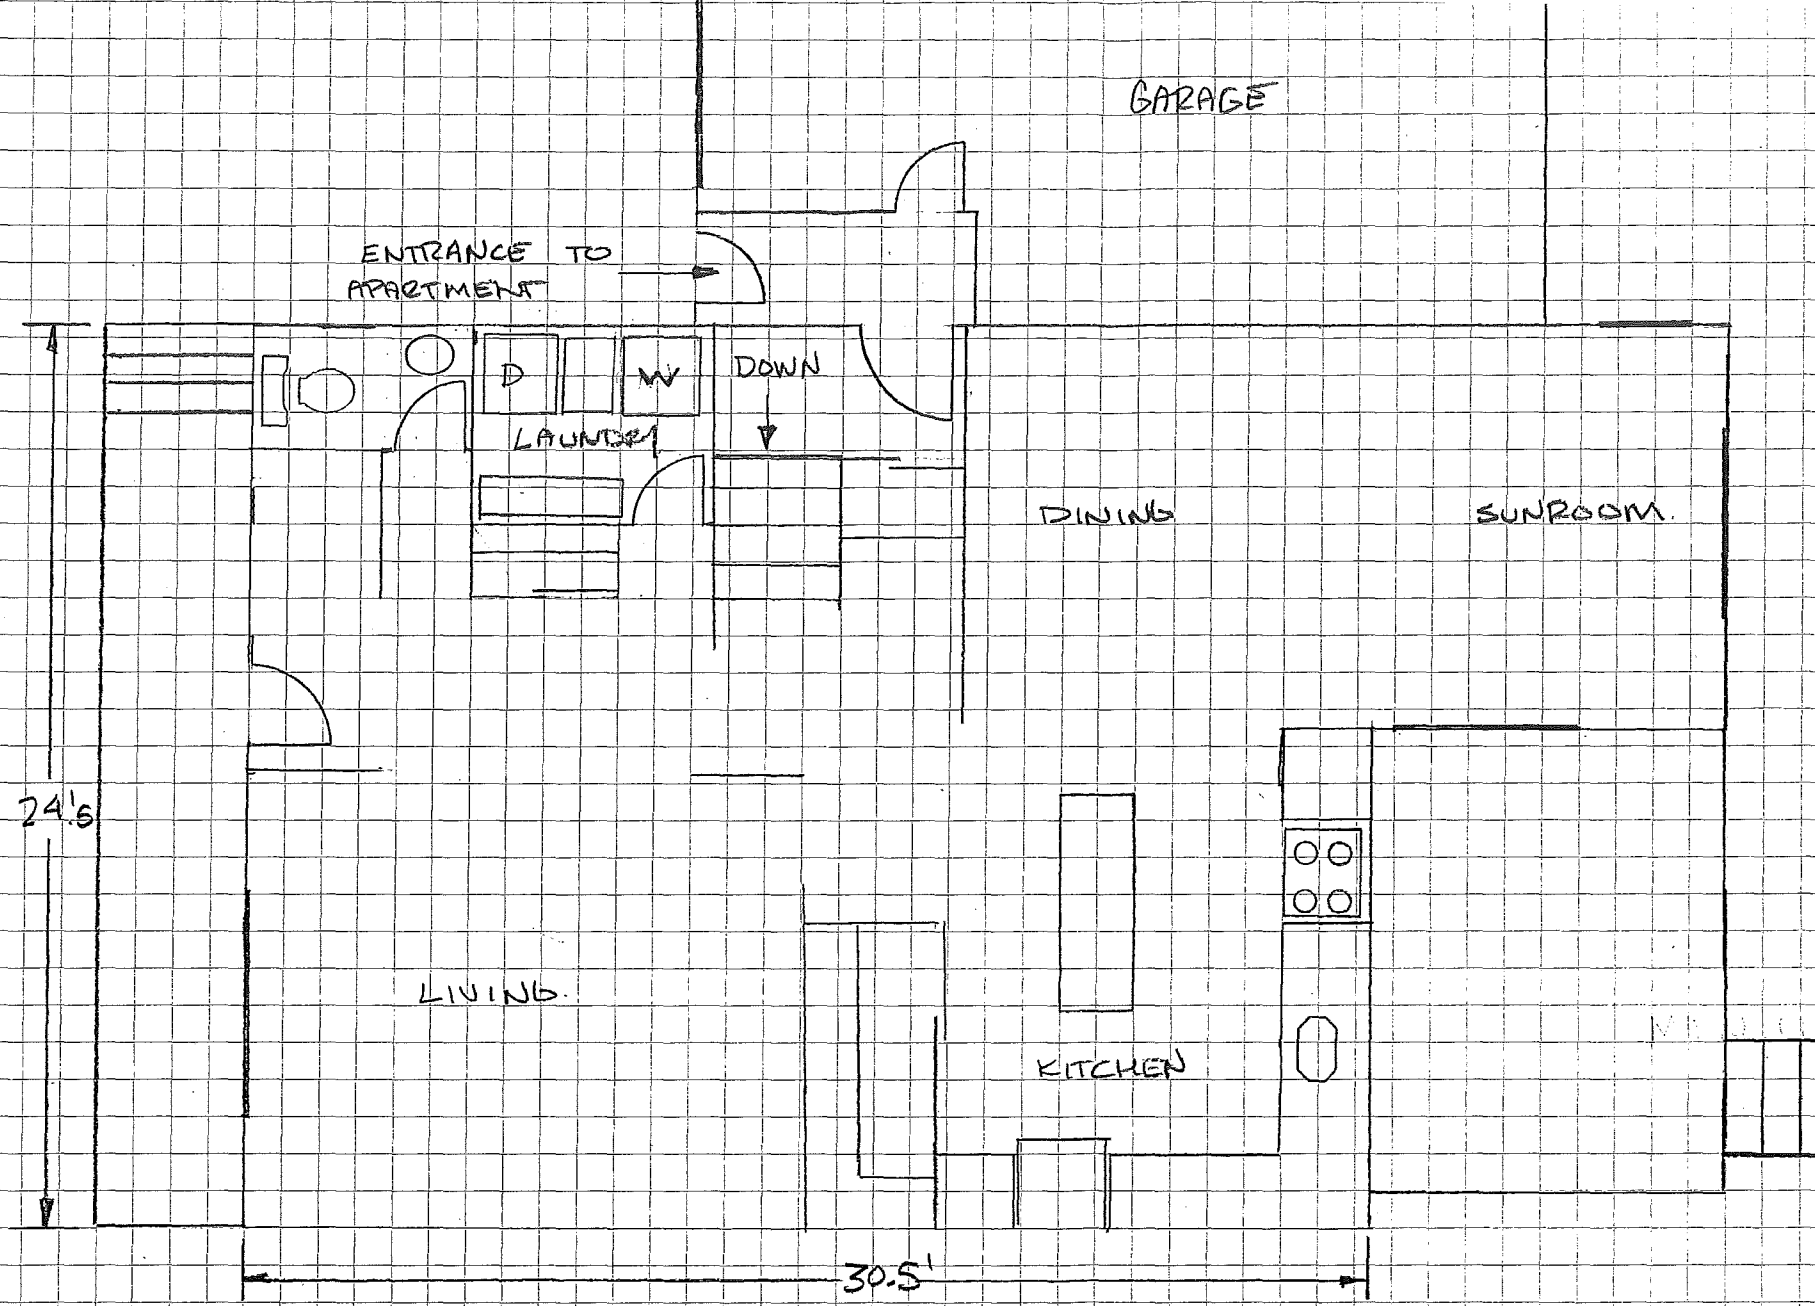 GARAGE
ENTRANCE TO
APARTMENT
D
W
DOWN
LAUNDRY
DINING
SUNROOM.
24'.5
LIVING.
KITCHEN
30.5'